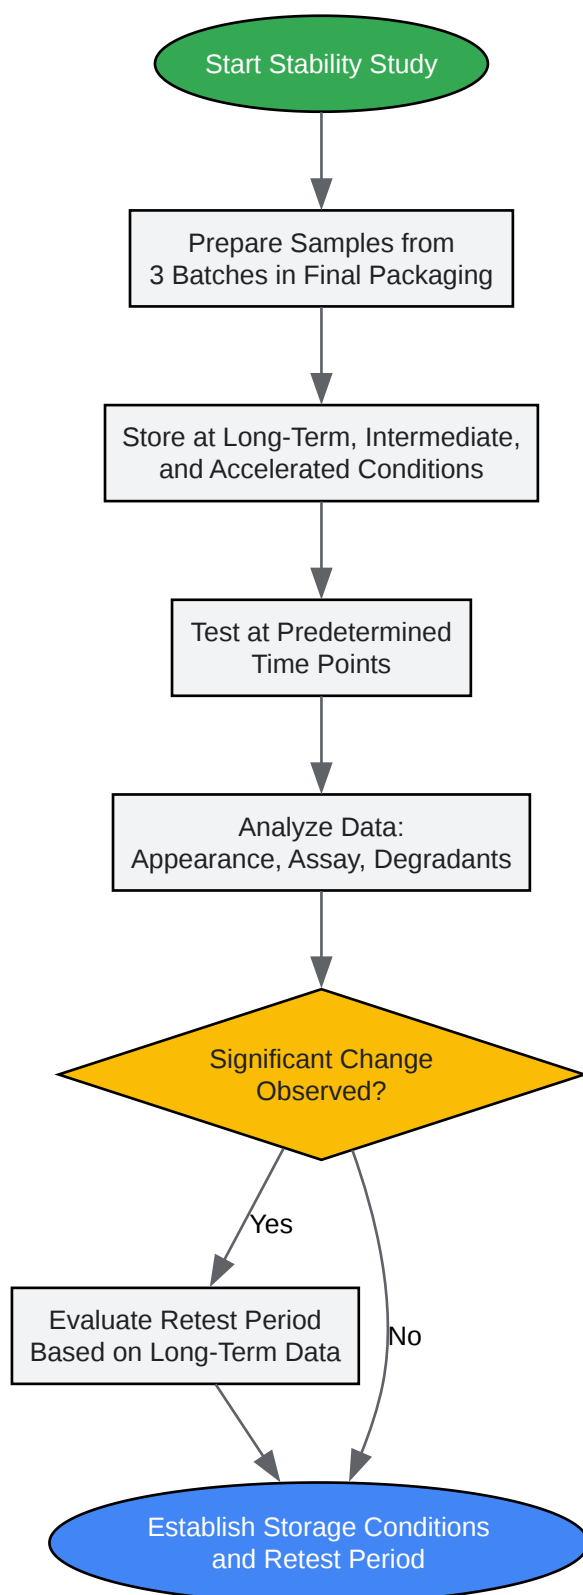 Start Stability Study
Prepare Samples from
3 Batches in Final Packaging
Store at Long-Term, Intermediate,
and Accelerated Conditions
Test at Predetermined
Time Points
Analyze Data:
Appearance, Assay, Degradants
Significant Change
Observed?
Yes
Evaluate Retest Period
Based on Long-Term Data
No
Establish Storage Conditions
and Retest Period